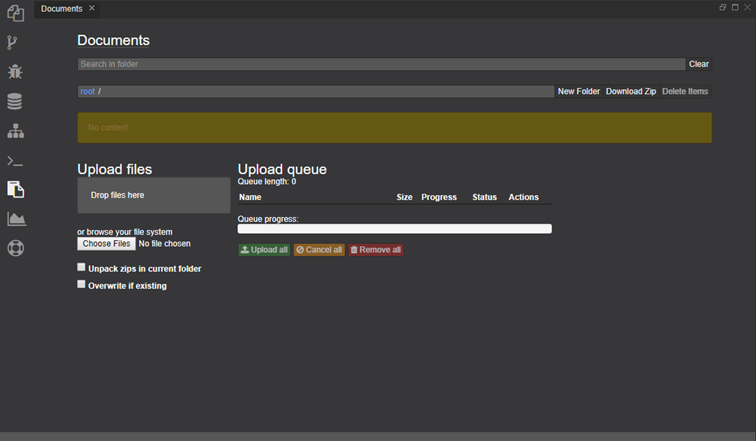 Documents
Documents
Search in folder Clear
root / New Folder Download Zip Delete Items
No content
Upload files Upload queue
Queue length: 0
Drop files here Name Size Progress Status Actions
Queue progress:
or browse your file system
Choose Files No file chosen Upload all Cancel all Remove all
Unpack zips in current folder
Overwrite if existing